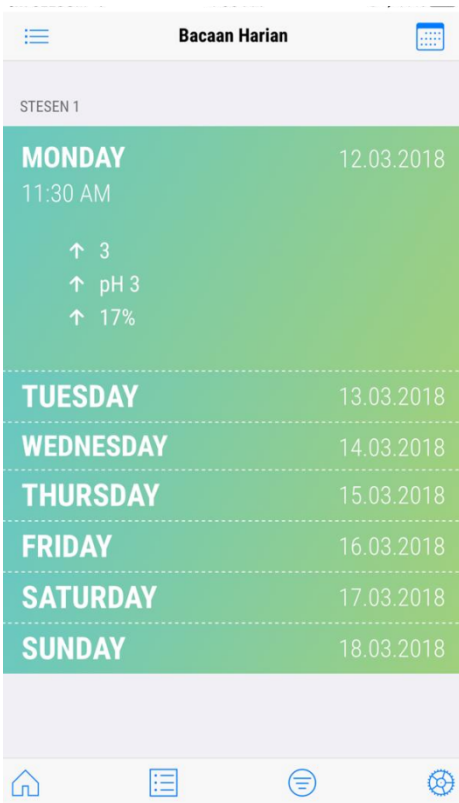 Bacaan Harian
STESEN 1
MONDAY 12.03.2018
11:30 AM
↑ 3
↑ pH 3
↑ 17%
TUESDAY 13.03.2018
WEDNESDAY 14.03.2018
THURSDAY 15.03.2018
FRIDAY 16.03.2018
SATURDAY 17.03.2018
SUNDAY 18.03.2018